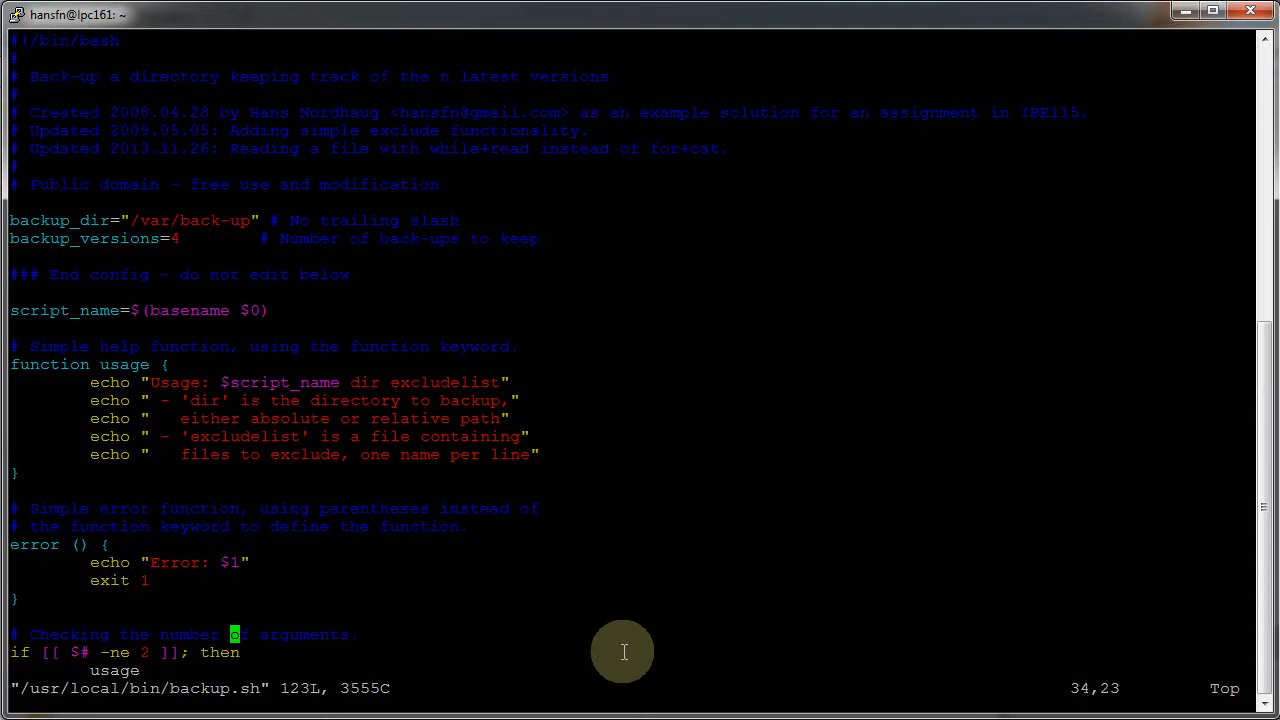 hansfn@lpc161: ~
#!/bin/bash
#
# Back-up a directory keeping track of the n latest versions
#
# Created 2008.04.28 by Hans Nordhaug <hansfn@gmail.com> as an example solution for an assignment in IBE115.
# Updated 2009.05.05: Adding simple exclude functionality.
# Updated 2013.11.26: Reading a file with while+read instead of for+cat.
#
# Public domain - free use and modification
backup_dir="/var/back-up" # No trailing slash
backup_versions=4        # Number of back-ups to keep
### End config - do not edit below
script_name=$(basename $0)
# Simple help function, using the function keyword.
function usage {
        echo "Usage: $script_name dir excludelist"
        echo " - 'dir' is the directory to backup,"
        echo "   either absolute or relative path"
        echo " - 'excludelist' is a file containing"
        echo "   files to exclude, one name per line"
}
# Simple error function, using parentheses instead of
# the function keyword to define the function.
error () {
        echo "Error: $1"
        exit 1
}
# Checking the number of arguments.
if [[ $# -ne 2 ]]; then
        usage
"/usr/local/bin/backup.sh" 123L, 3555C 34,23 Top